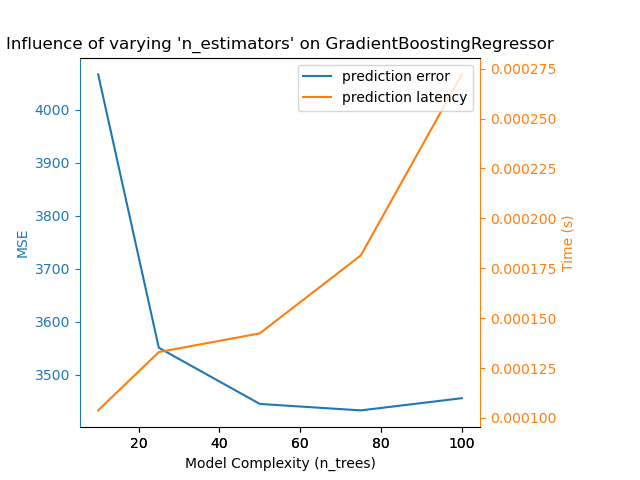 Influence of varying 'n_estimators' on GradientBoostingRegressor
prediction error
prediction latency
MSE
4000
3900
3800
3700
3600
3500
Time (s)
0.000275
0.000250
0.000225
0.000200
0.000175
0.000150
0.000125
0.000100
20 40 60 80 100
Model Complexity (n_trees)